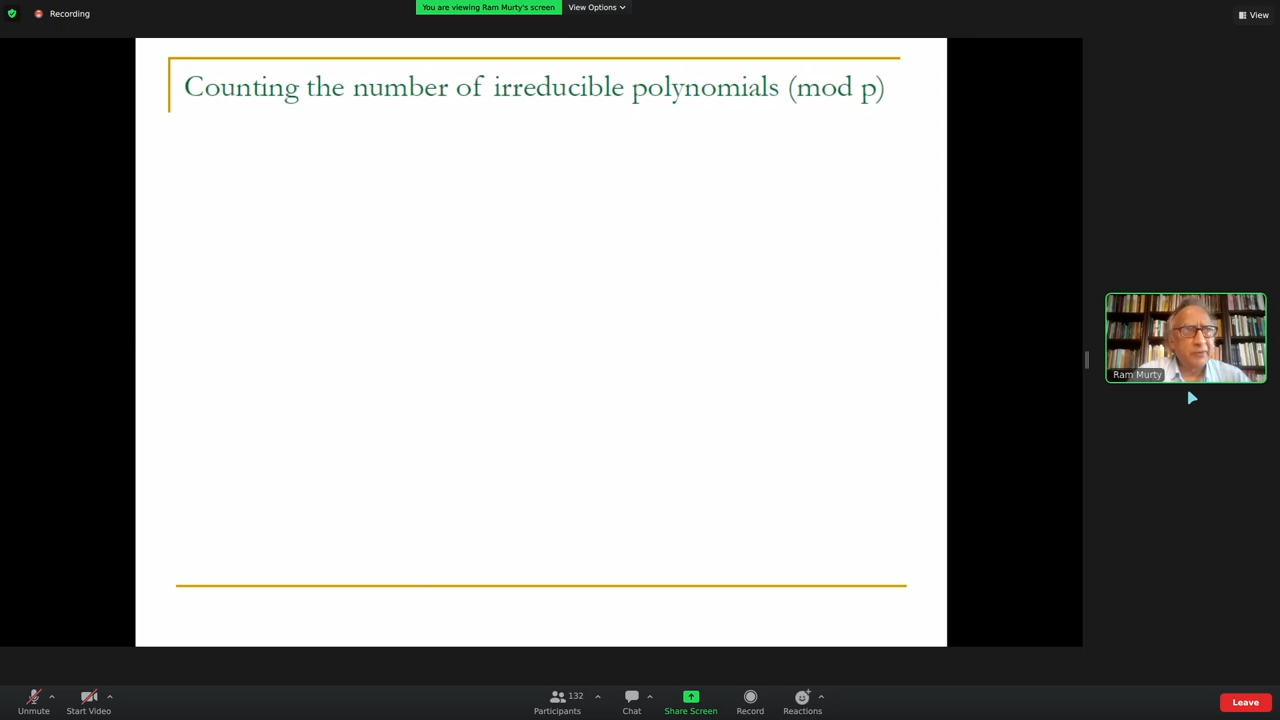 Recording
You are viewing Ram Murty's screen
View Options
View
Counting the number of irreducible polynomials (mod p)
Ram Murty
Unmute
Start Video
132
Participants
Chat
Share Screen
Record
Reactions
Leave